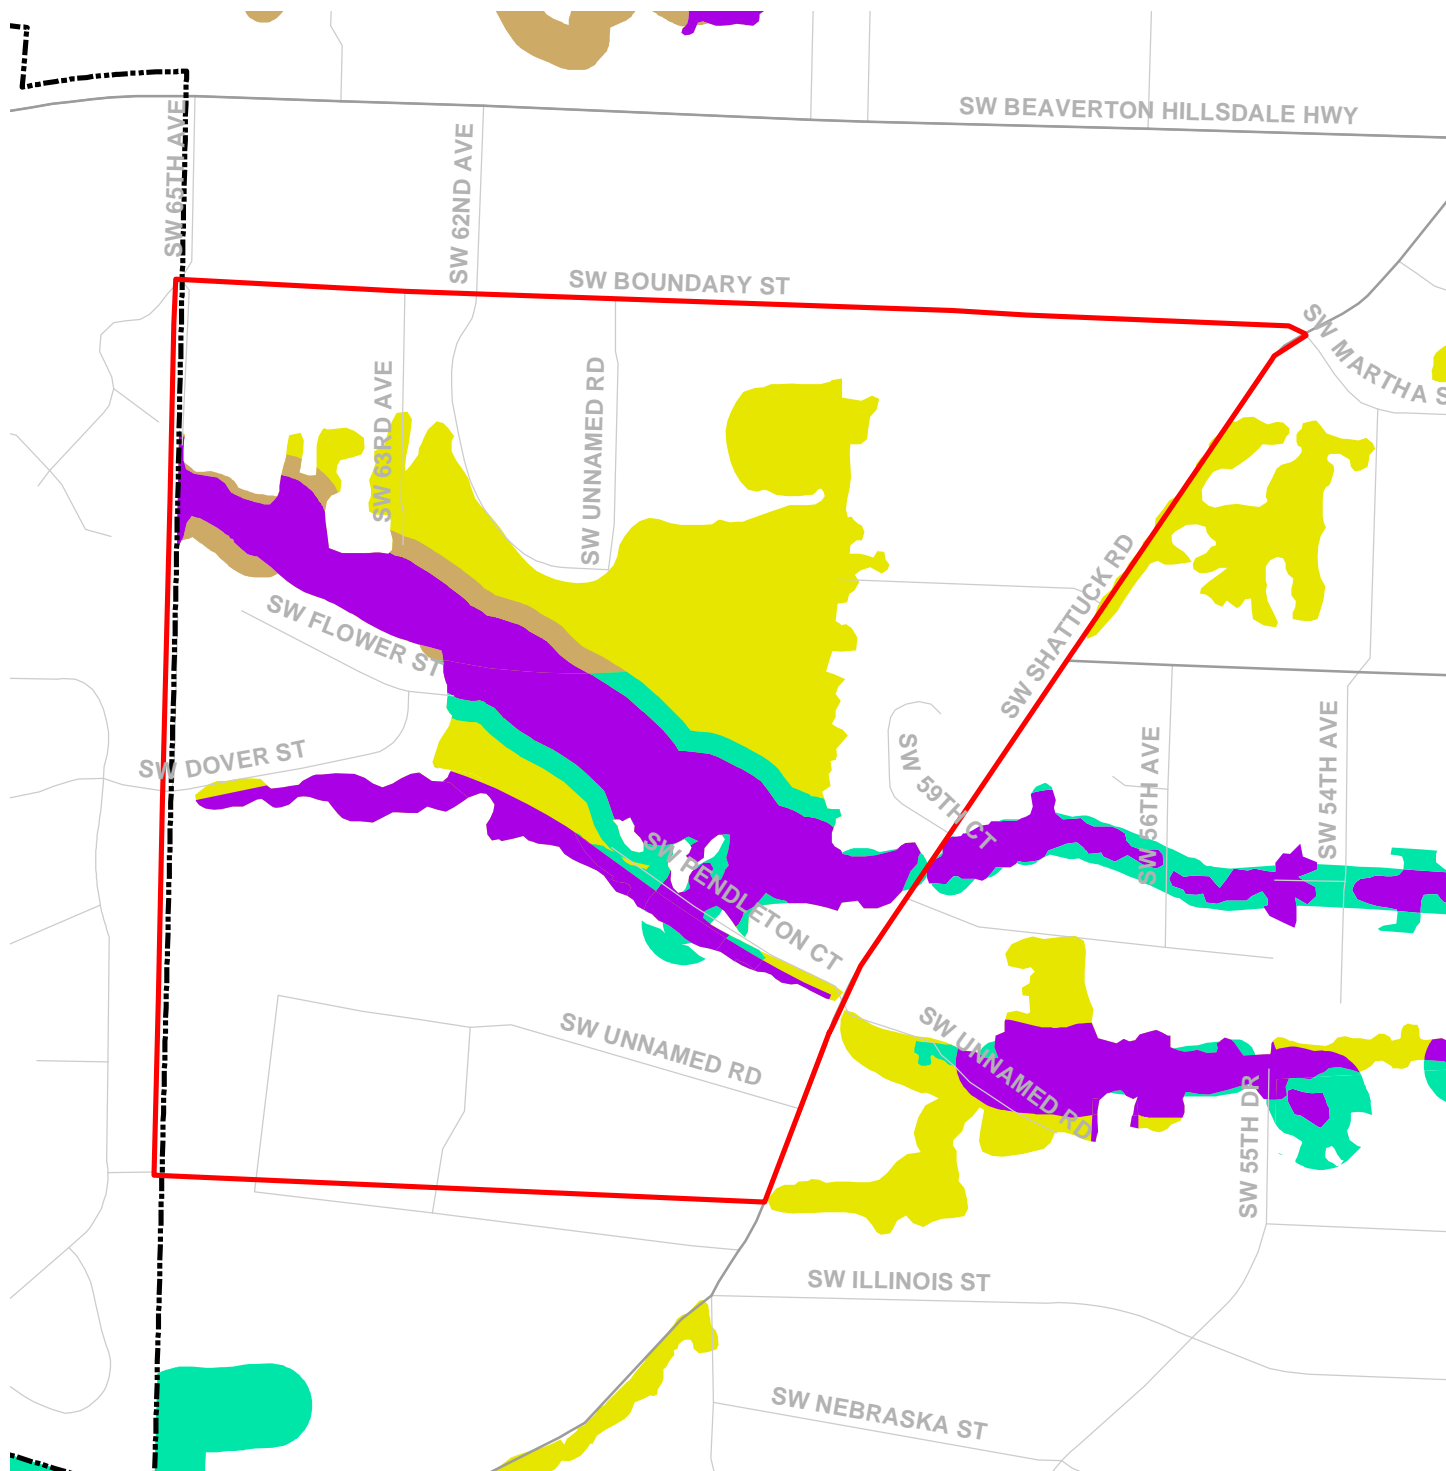 SW BEAVERTON HILLSDALE HWY
SW 65TH AVE
SW 62ND AVE
SW BOUNDARY ST
SW MARTHA S
SW 63RD AVE
SW UNNAMED RD
SW SHATTUCK RD
SW FLOWER ST
SW DOVER ST
SW 59TH CT
SW 56TH AVE
SW 54TH AVE
SW PENDLETON CT
SW UNNAMED RD
SW UNNAMED RD
SW 55TH DR
SW ILLINOIS ST
SW NEBRASKA ST